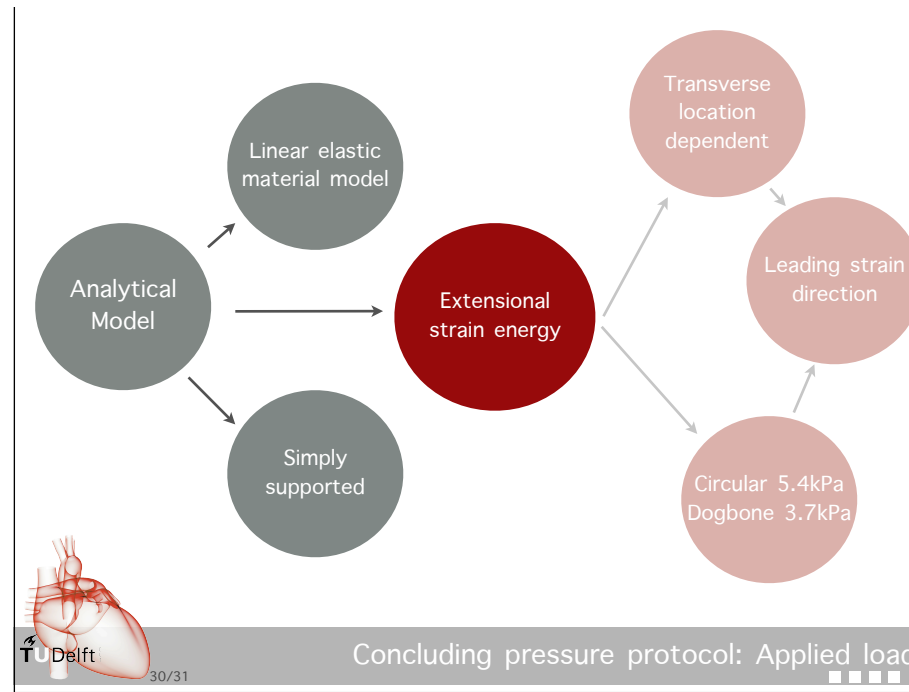 Transverse
location
dependent
Linear elastic
material model
Analytical
Model
Extensional
strain energy
Leading strain
direction
Simply
supported
Circular 5.4kPa
Dogbone 3.7kPa
TUDelft
30/31
Concluding pressure protocol: Applied load